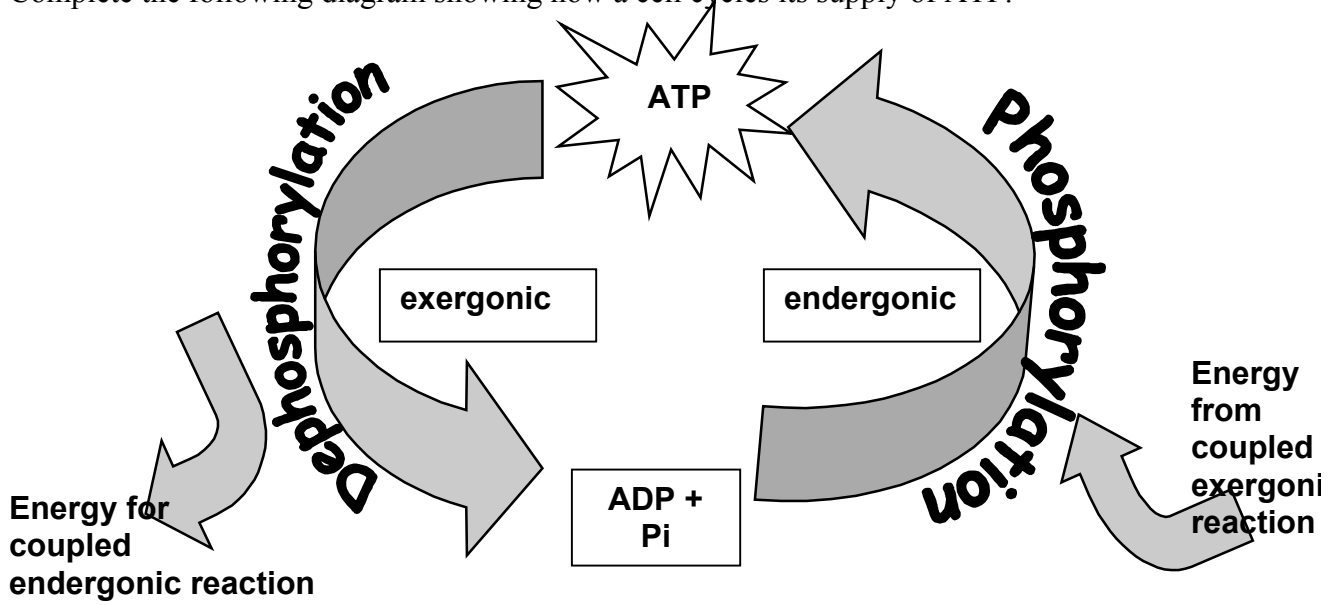 Complete the following diagram showing how a cell cycles its supply of ATP:
ATP
Dephosphorylation
Phosphorylation
exergonic
endergonic
ADP +
Pi
Energy for
coupled
endergonic reaction
Energy
from
coupled
reaction